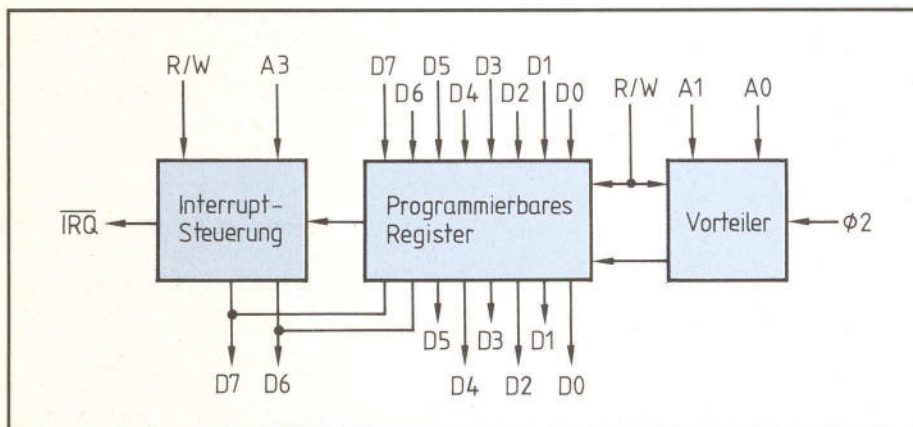 R/W A3 D7 D5 D3 D1 R/W A1 A0
D6 D4 D2 D0
IRQ
Interrupt-
Steuerung
Programmierbares
Register
Vorteiler
φ2
D5 D3 D1
D7 D6 D4 D2 D0